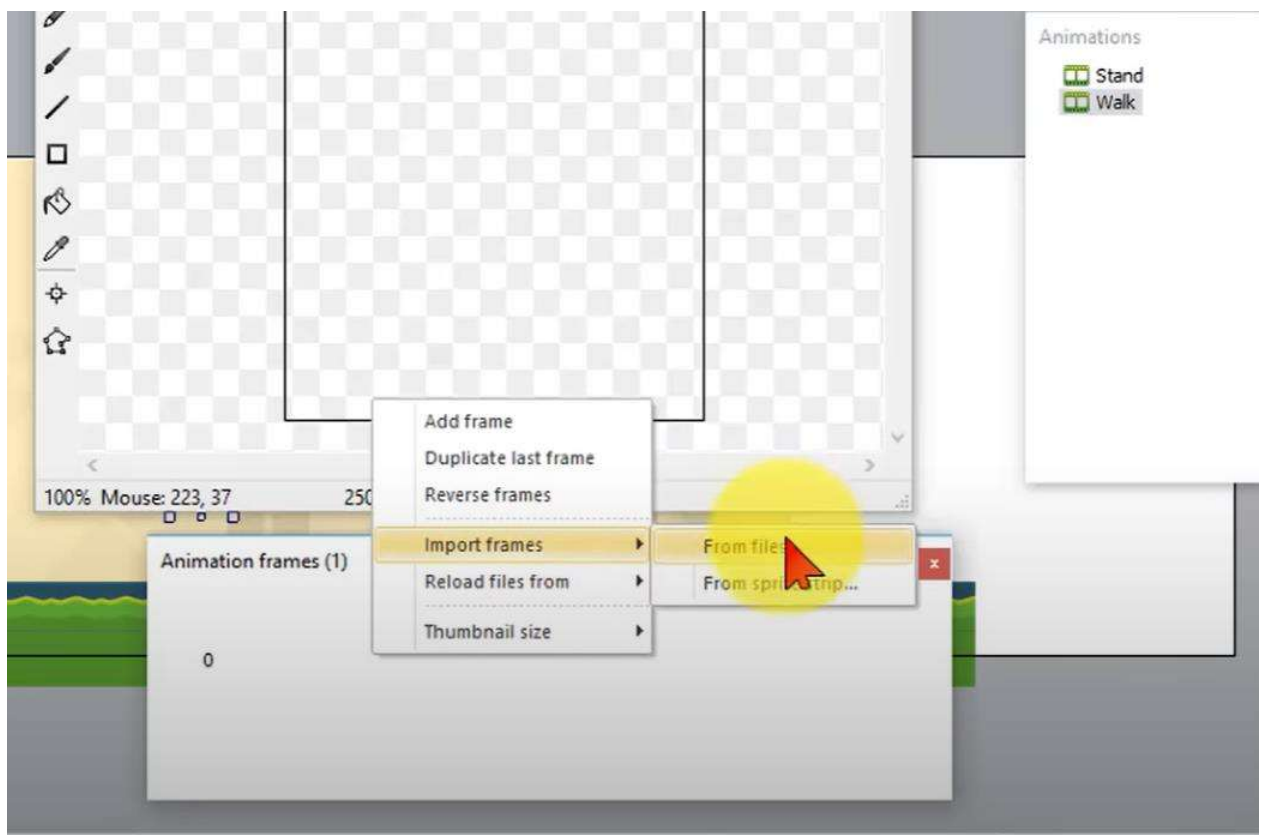 Animations
Stand
Walk
Add frame
Duplicate last frame
100% Mouse: 223, 37
250
Reverse frames
Animation frames (1)
Import frames
From files
Reload files from
From
Thumbnail size
0
x